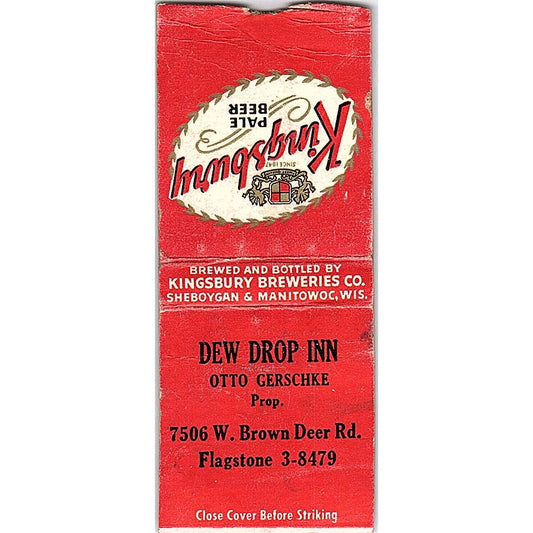 Kingsbury
SINCE 1847
PALE
BEER
BREWED AND BOTTLED BY
KINGSBURY BREWERIES CO.
SHEBOYGAN & MANITOWOC, WIS.
DEW DROP INN
OTTO GERSCHKE
Prop.
7506 W. Brown Deer Rd.
Flagstone 3-8479
Close Cover Before Striking